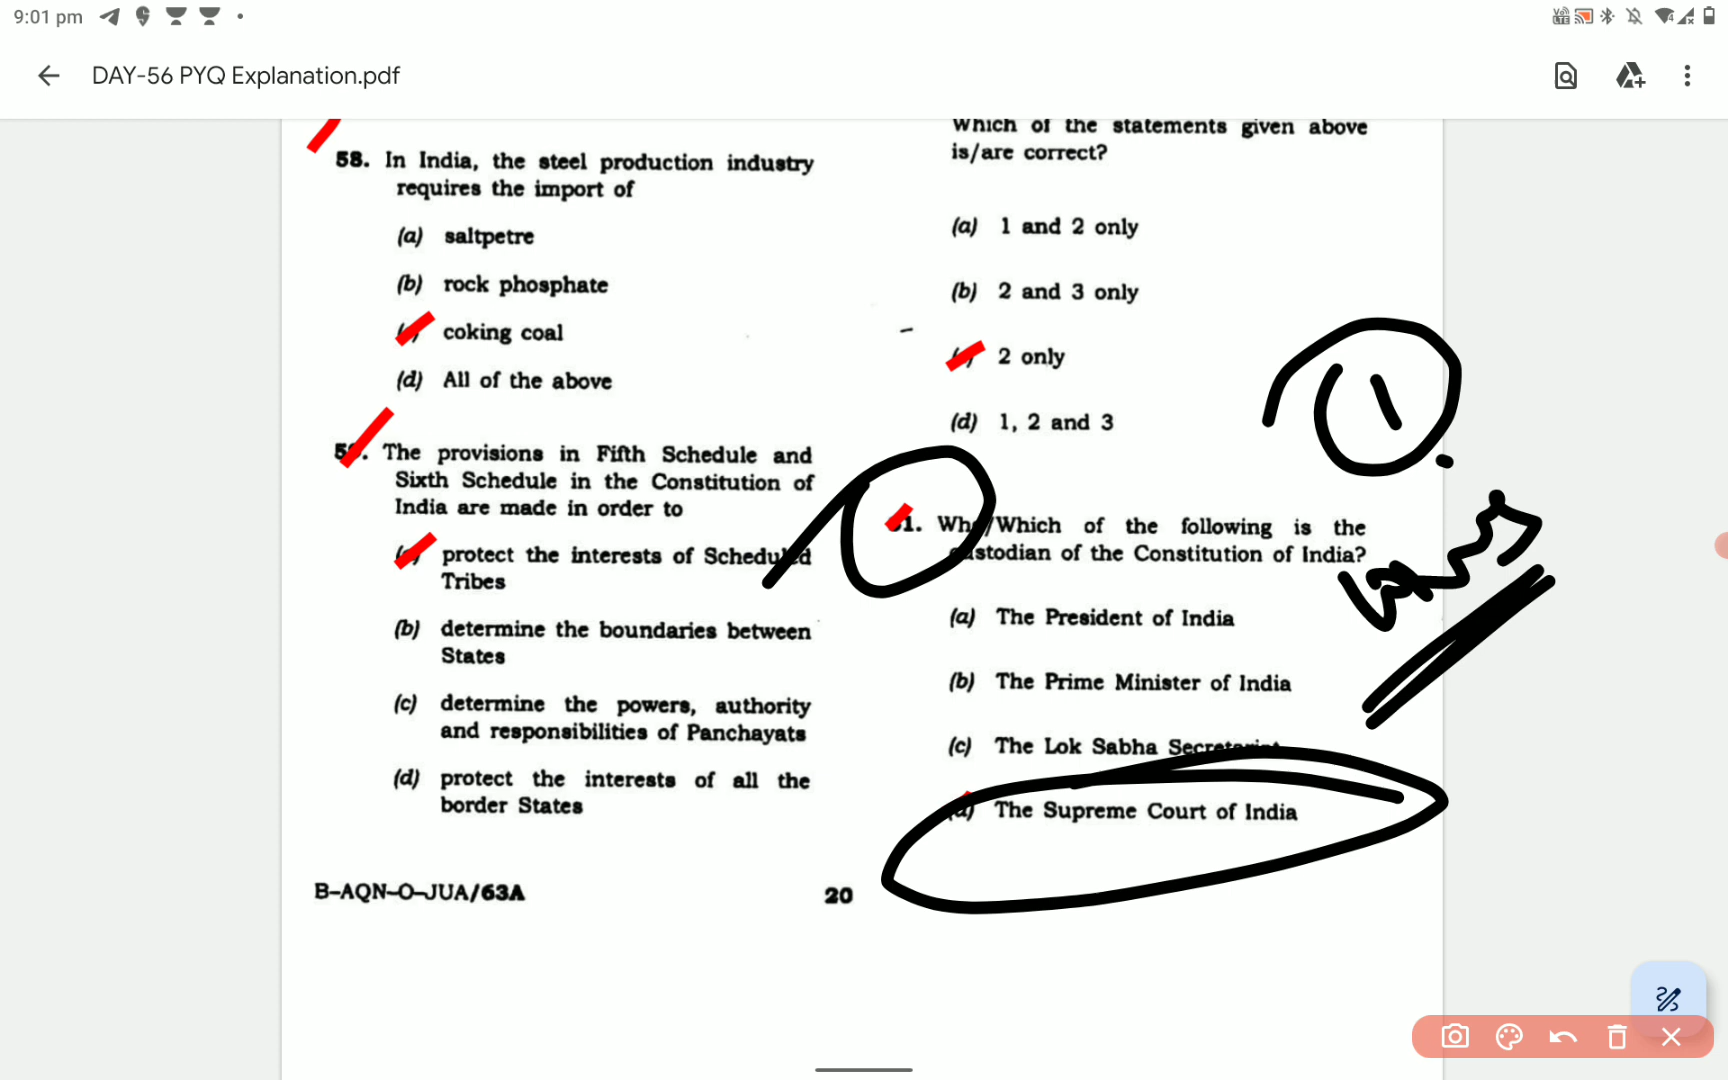 9:01 pm
DAY-56 PYQ Explanation.pdf
58. In India, the steel production industry
requires the import of
(a) saltpetre
(b) rock phosphate
coking coal
(d) All of the above
The provisions in Fifth Schedule and
Sixth Schedule in the Constitution of
India are made in order to
protect the interests of Scheduled
Tribes
(b) determine the boundaries between
States
(c) determine the powers, authority
and responsibilities of Panchayats
(d) protect the interests of all the
border States
B-AQN-O-JUA/63A
20
Which of the statements given above
is/are correct?
(a) 1 and 2 only
(b) 2 and 3 only
2 only
(d) 1, 2 and 3
1. Who/Which of the following is the
custodian of the Constitution of India?
(a) The President of India
(b) The Prime Minister of India
(c) The Lok Sabha Secretariat
(d) The Supreme Court of India